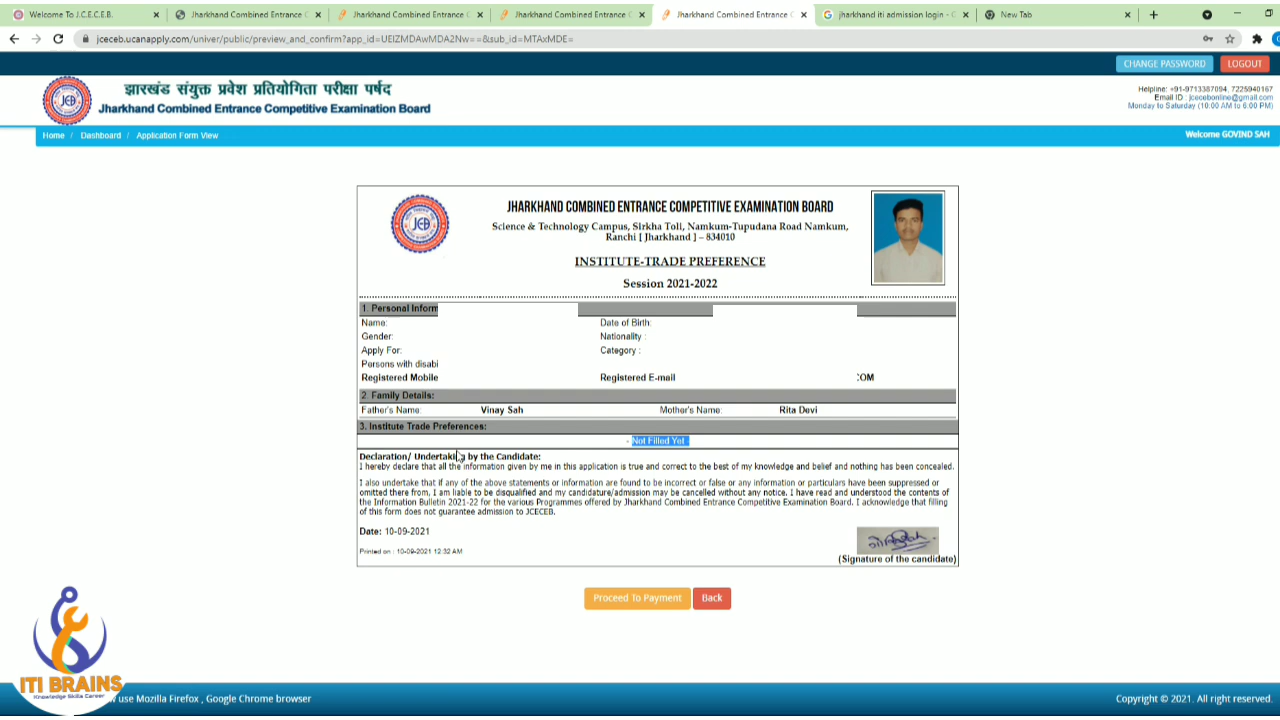 Welcome To J.C.E.C.E.B.
Jharkhand Combined Entrance C
Jharkhand Combined Entrance C
Jharkhand Combined Entrance C
Jharkhand Combined Entrance C
jharkhand iti admission login - G
New Tab
jceceb.ucanapply.com/univer/public/preview_and_confirm?app_id=UEIZMDAwMDA2Nw==&sub_id=MTAxMDE=
CHANGE PASSWORD LOGOUT
झारखंड संयुक्त प्रवेश प्रतियोगिता परीक्षा पर्षद
Jharkhand Combined Entrance Competitive Examination Board
Helpline: +91-9713387094, 7225940167
Email ID : jcecebonline@gmail.com
Monday to Saturday (10.00 AM to 6.00 PM)
Home / Dashboard / Application Form View
Welcome GOVIND SAH
JHARKHAND COMBINED ENTRANCE COMPETITIVE EXAMINATION BOARD
Science & Technology Campus, Sirkha Toli, Namkum-Tupudana Road Namkum,
Ranchi [ Jharkhand ] – 834010
INSTITUTE-TRADE PREFERENCE
Session 2021-2022
1. Personal Inform
Name: Date of Birth:
Gender: Nationality :
Apply For: Category :
Persons with disabi
Registered Mobile Registered E-mail :OM
2. Family Details:
Father's Name: Vinay Sah Mother's Name: Rita Devi
3. Institute Trade Preferences:
- Not Filled Yet
Declaration/ Undertaking by the Candidate:
I hereby declare that all the information given by me in this application is true and correct to the best of my knowledge and belief and nothing has been concealed.
I also undertake that if any of the above statements or information are found to be incorrect or false or any information or particulars have been suppressed or
omitted there from, I am liable to be disqualified and my candidature/admission may be cancelled without any notice. I have read and understood the contents of
the Information Bulletin 2021-22 for the various Programmes offered by Jharkhand Combined Entrance Competitive Examination Board. I acknowledge that filling
of this form does not guarantee admission to JCECEB.
Date: 10-09-2021
Printed on : 10-09-2021 12:32 AM
(Signature of the candidate)
Proceed To Payment Back
ITI BRAINS
Knowledge Skills Career
use Mozilla Firefox , Google Chrome browser
Copyright © 2021. All right reserved.